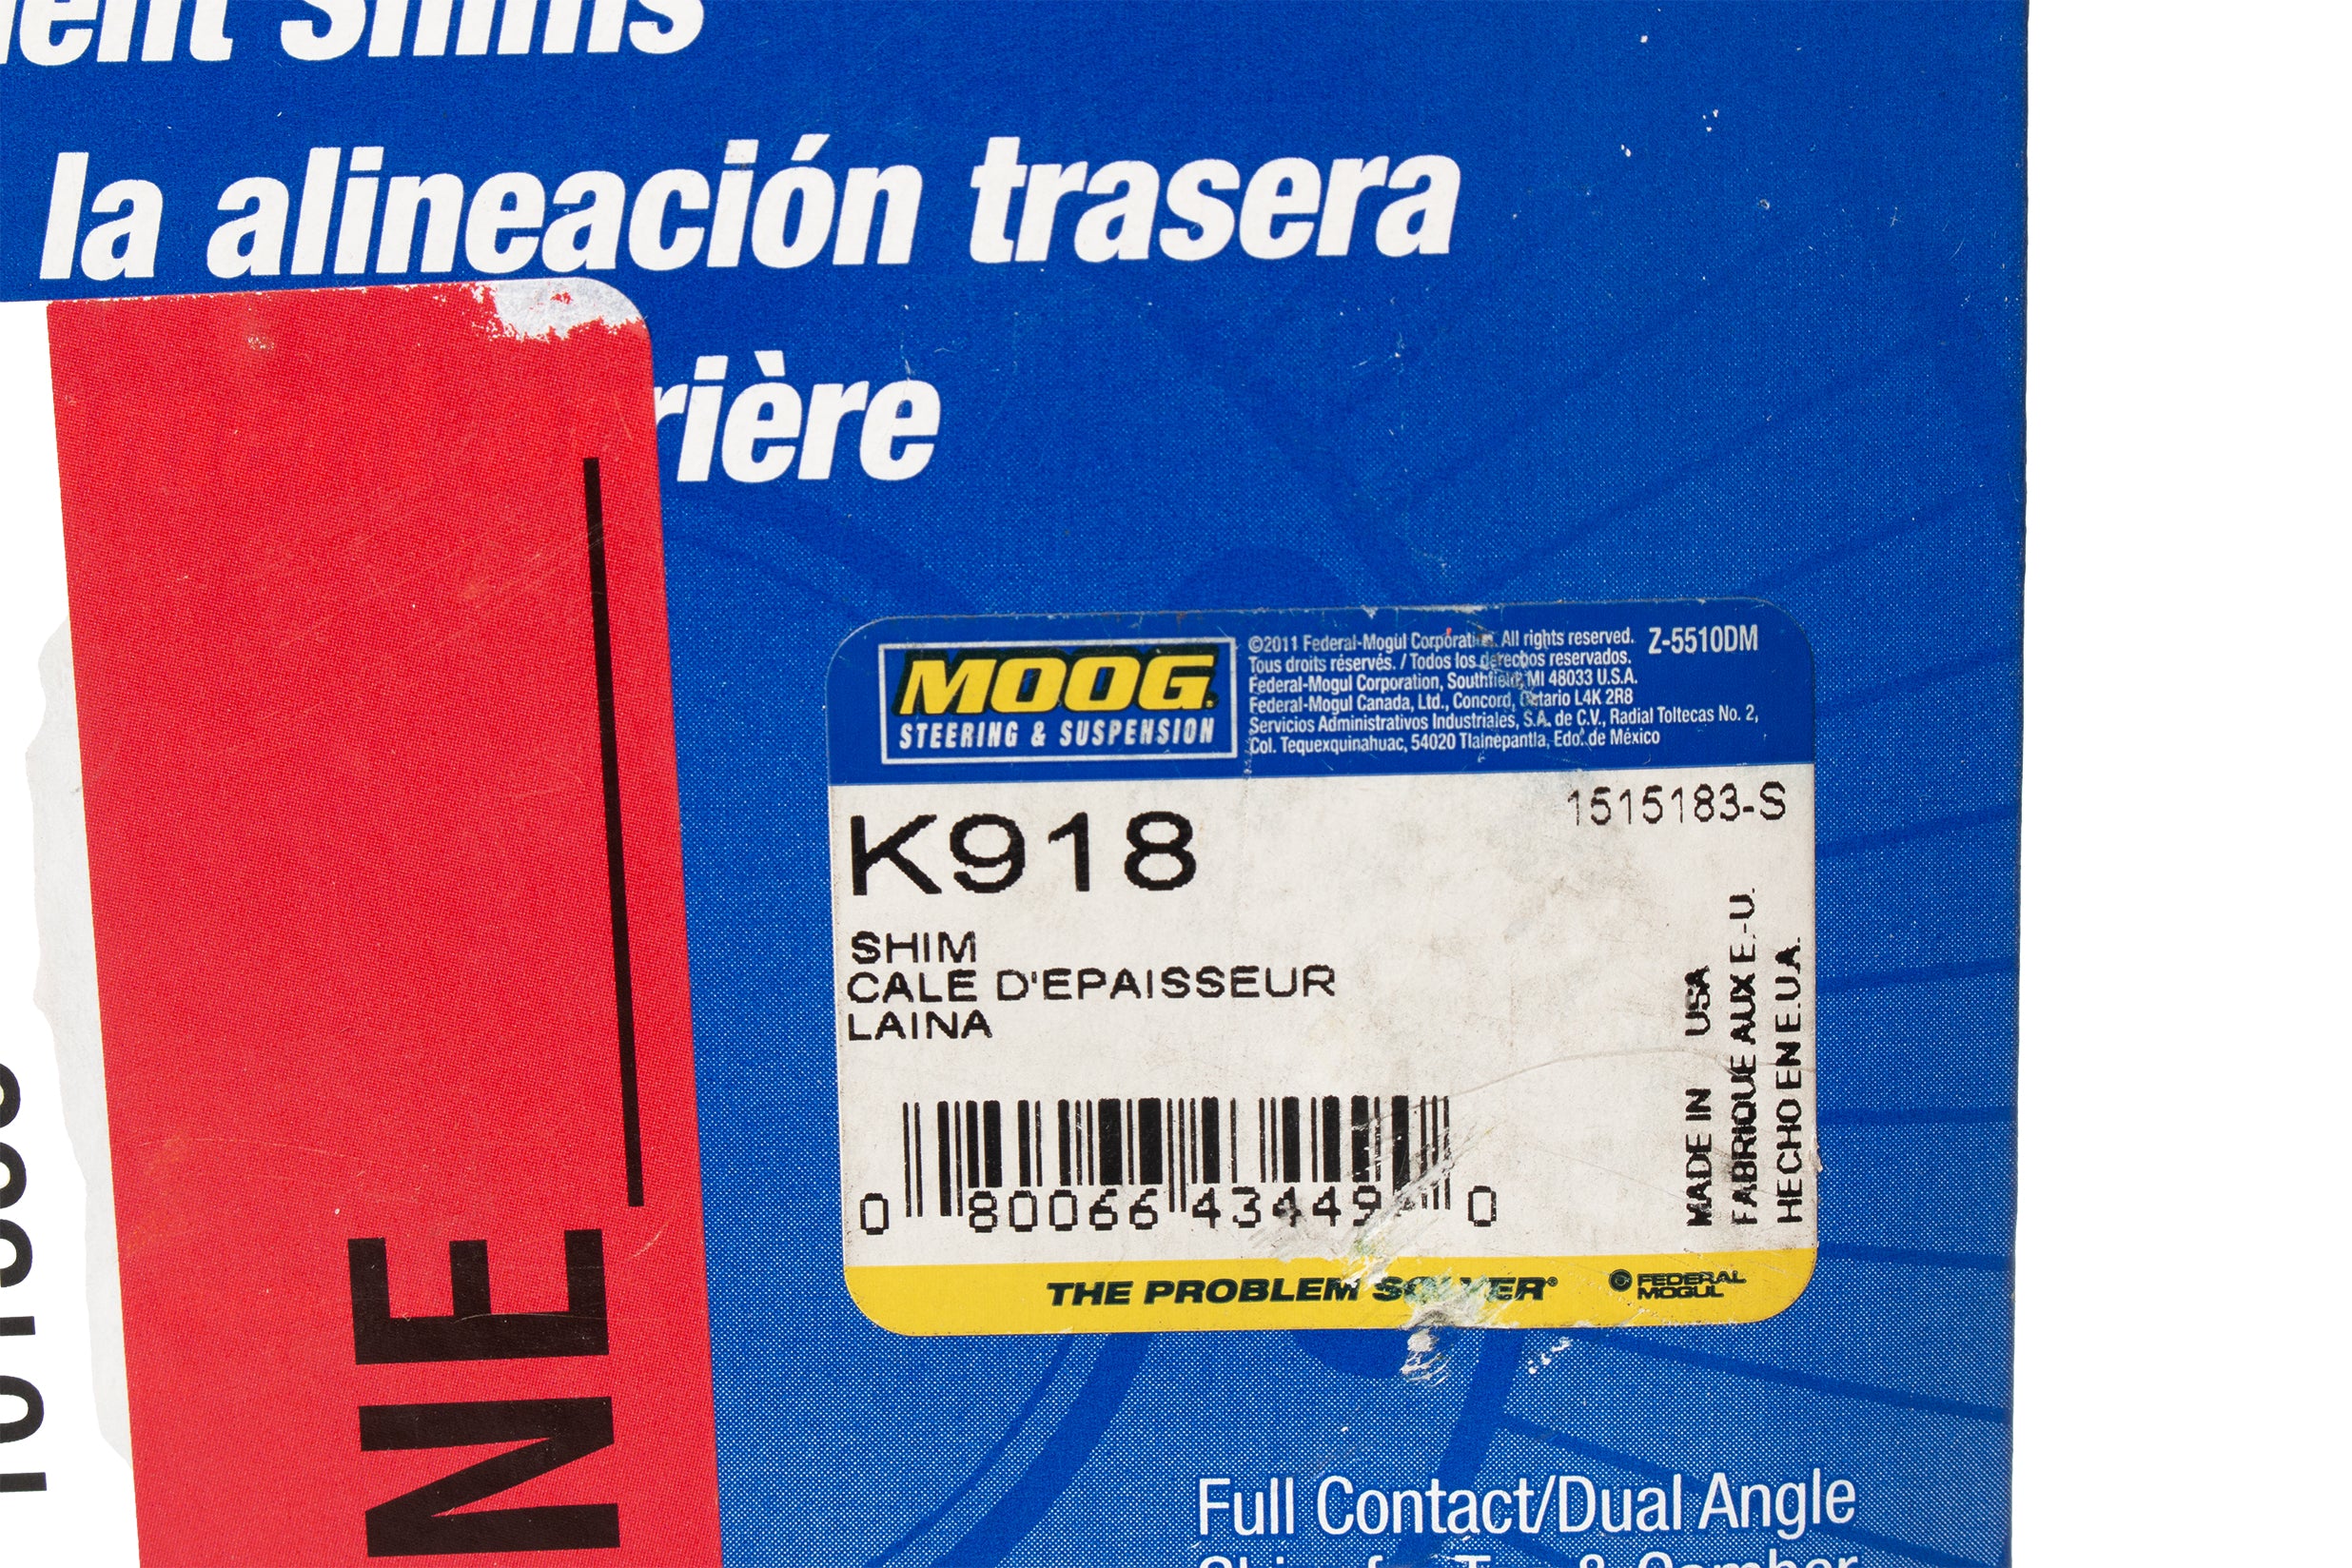 la alineación trasera
MOOG
STEERING & SUSPENSION
©2011 Federal-Mogul Corporation. All rights reserved. Z-5510DM
Tous droits réservés. / Todos los derechos reservados.
Federal-Mogul Corporation, Southfield, MI 48033 U.S.A.
Federal-Mogul Canada, Ltd., Concord, Ontario L4K 2R8
Servicios Administrativos Industriales, S.A. de C.V., Radial Toltecas No. 2,
Col. Tequexquinahuac, 54020 Tlalnepantla, Edo. de México
1515183-S
K918
SHIM
CALE D'EPAISSEUR
LAINA
MADE IN USA
FABRIQUE AUX E.-U.
HECHO EN E.U.A.
0 80066 43449 0
THE PROBLEM SOLVER®
FEDERAL
MOGUL
NE
Full Contact/Dual Angle